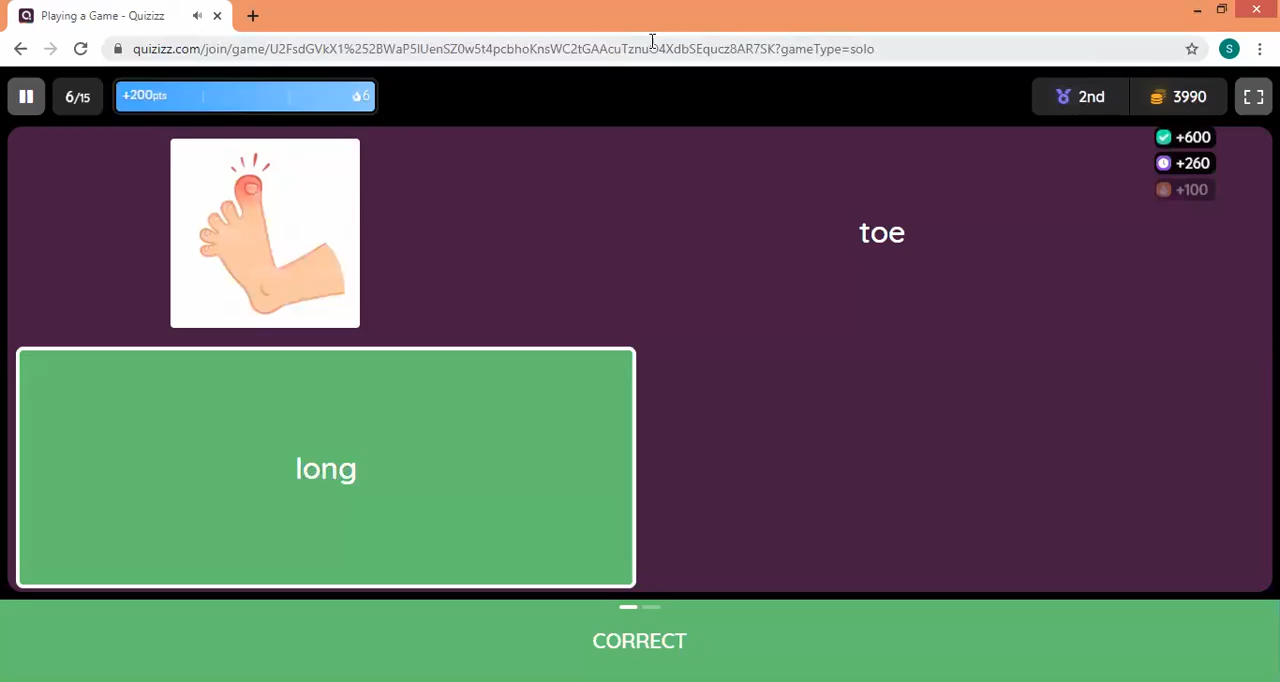 Playing a Game - Quizizz
quizizz.com/join/game/U2FsdGVkX1%252BWaP5lUenSZ0w5t4pcbhoKnsWC2tGAAcuTznuO4XdbSEqucz8AR7SK?gameType=solo
S
6/15
+200pts
6
2nd
3990
+600
+260
+100
toe
long
CORRECT